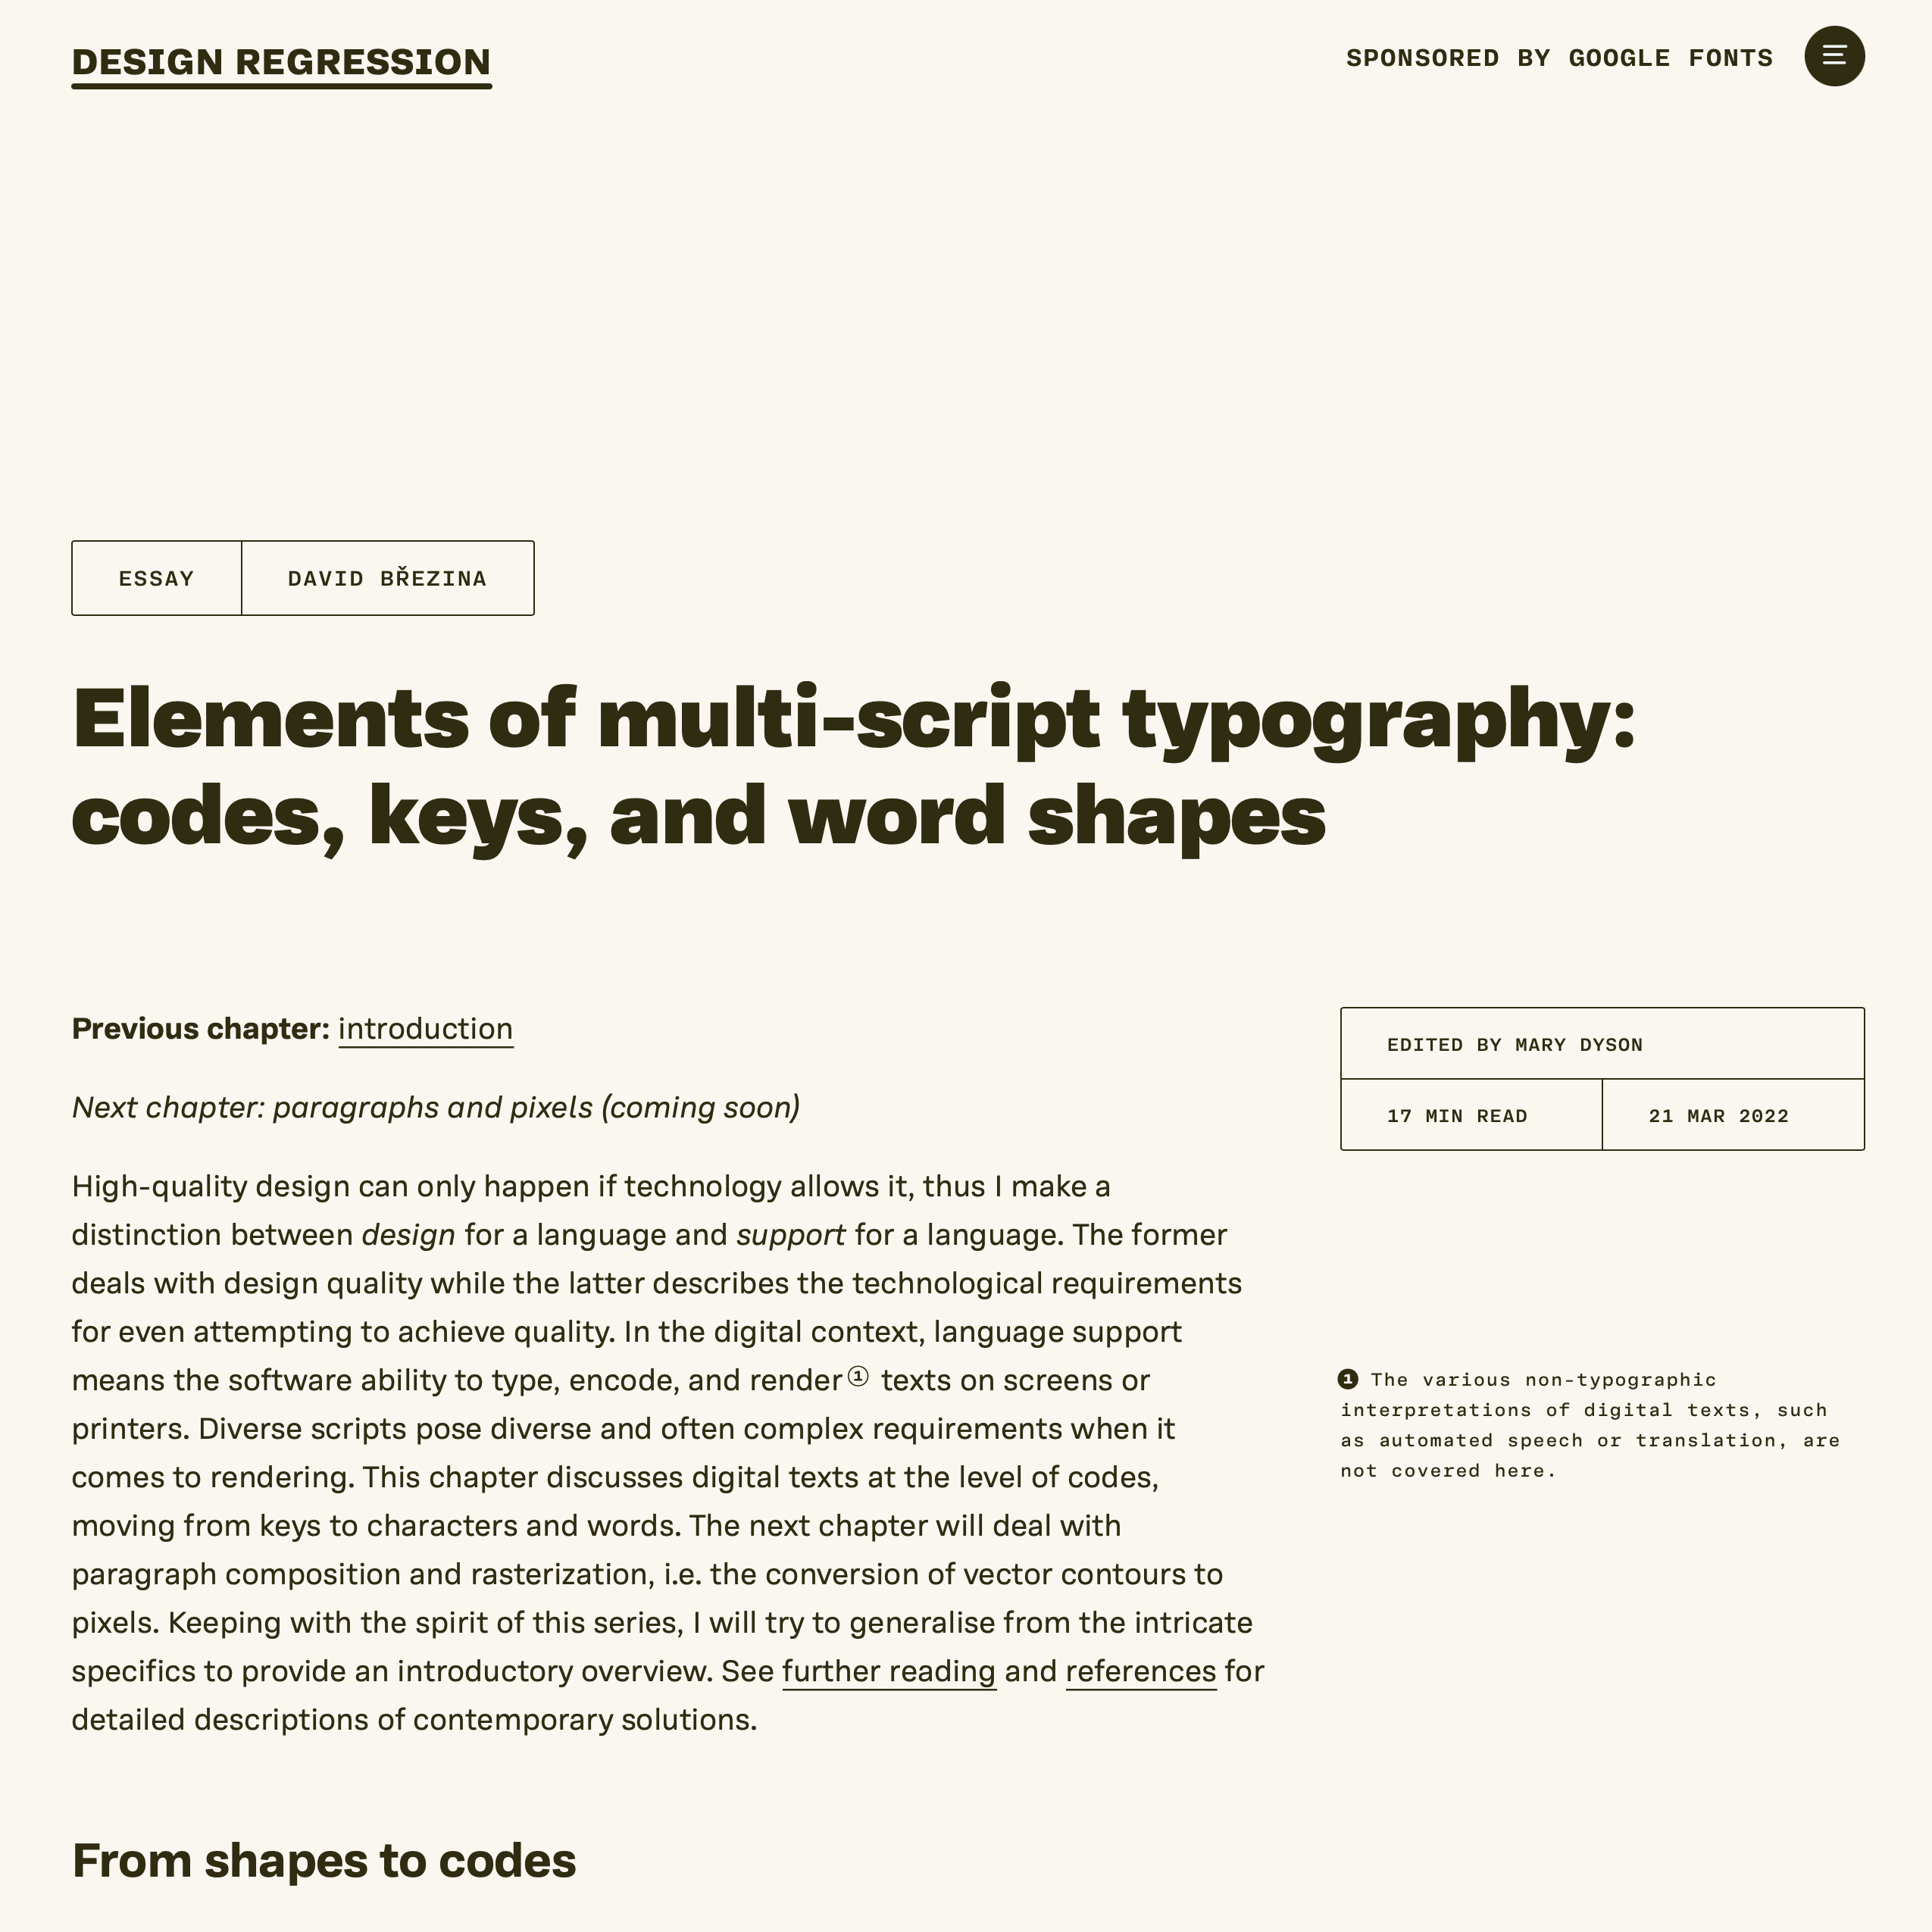 DESIGN REGRESSION
SPONSORED BY GOOGLE FONTS
ESSAY
DAVID BŘEZINA
Elements of multi-script typography:
codes, keys, and word shapes
Previous chapter: introduction
Next chapter: paragraphs and pixels (coming soon)
High-quality design can only happen if technology allows it, thus I make a
distinction between design for a language and support for a language. The former
deals with design quality while the latter describes the technological requirements
for even attempting to achieve quality. In the digital context, language support
means the software ability to type, encode, and render① texts on screens or
printers. Diverse scripts pose diverse and often complex requirements when it
comes to rendering. This chapter discusses digital texts at the level of codes,
moving from keys to characters and words. The next chapter will deal with
paragraph composition and rasterization, i.e. the conversion of vector contours to
pixels. Keeping with the spirit of this series, I will try to generalise from the intricate
specifics to provide an introductory overview. See further reading and references for
detailed descriptions of contemporary solutions.
EDITED BY MARY DYSON
17 MIN READ
21 MAR 2022
❶ The various non-typographic
interpretations of digital texts, such
as automated speech or translation, are
not covered here.
From shapes to codes